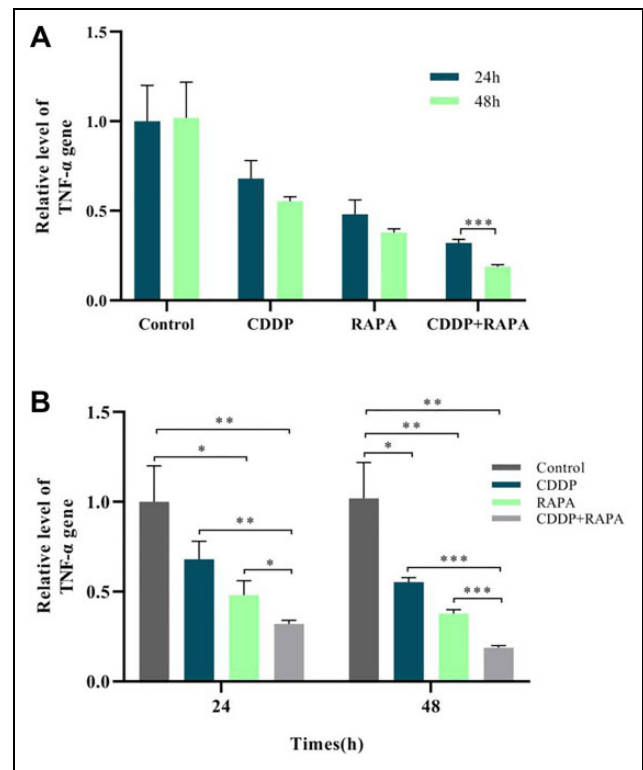 A
Relative level of
TNF-α gene
1.5
1.0
0.5
0.0
24h
48h
***
Control CDDP RAPA CDDP+RAPA
B
Relative level of
TNF-α gene
1.5
1.0
0.5
0.0
**
*
**
*
**
**
*
***
***
Control
CDDP
RAPA
CDDP+RAPA
24 48
Times(h)